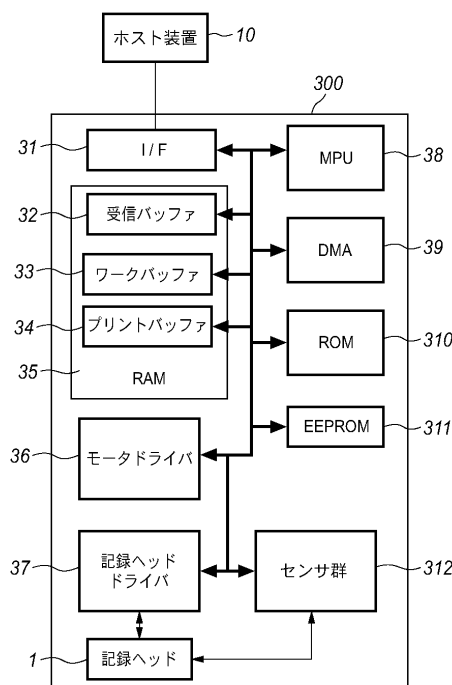 ホスト装置
10
300
31
I/F
MPU
38
32
受信バッファ
33
ワークバッファ
DMA
39
34
プリントバッファ
ROM
310
35
RAM
EEPROM
311
36
モータドライバ
37
記録ヘッド
ドライバ
センサ群
312
1
記録ヘッド